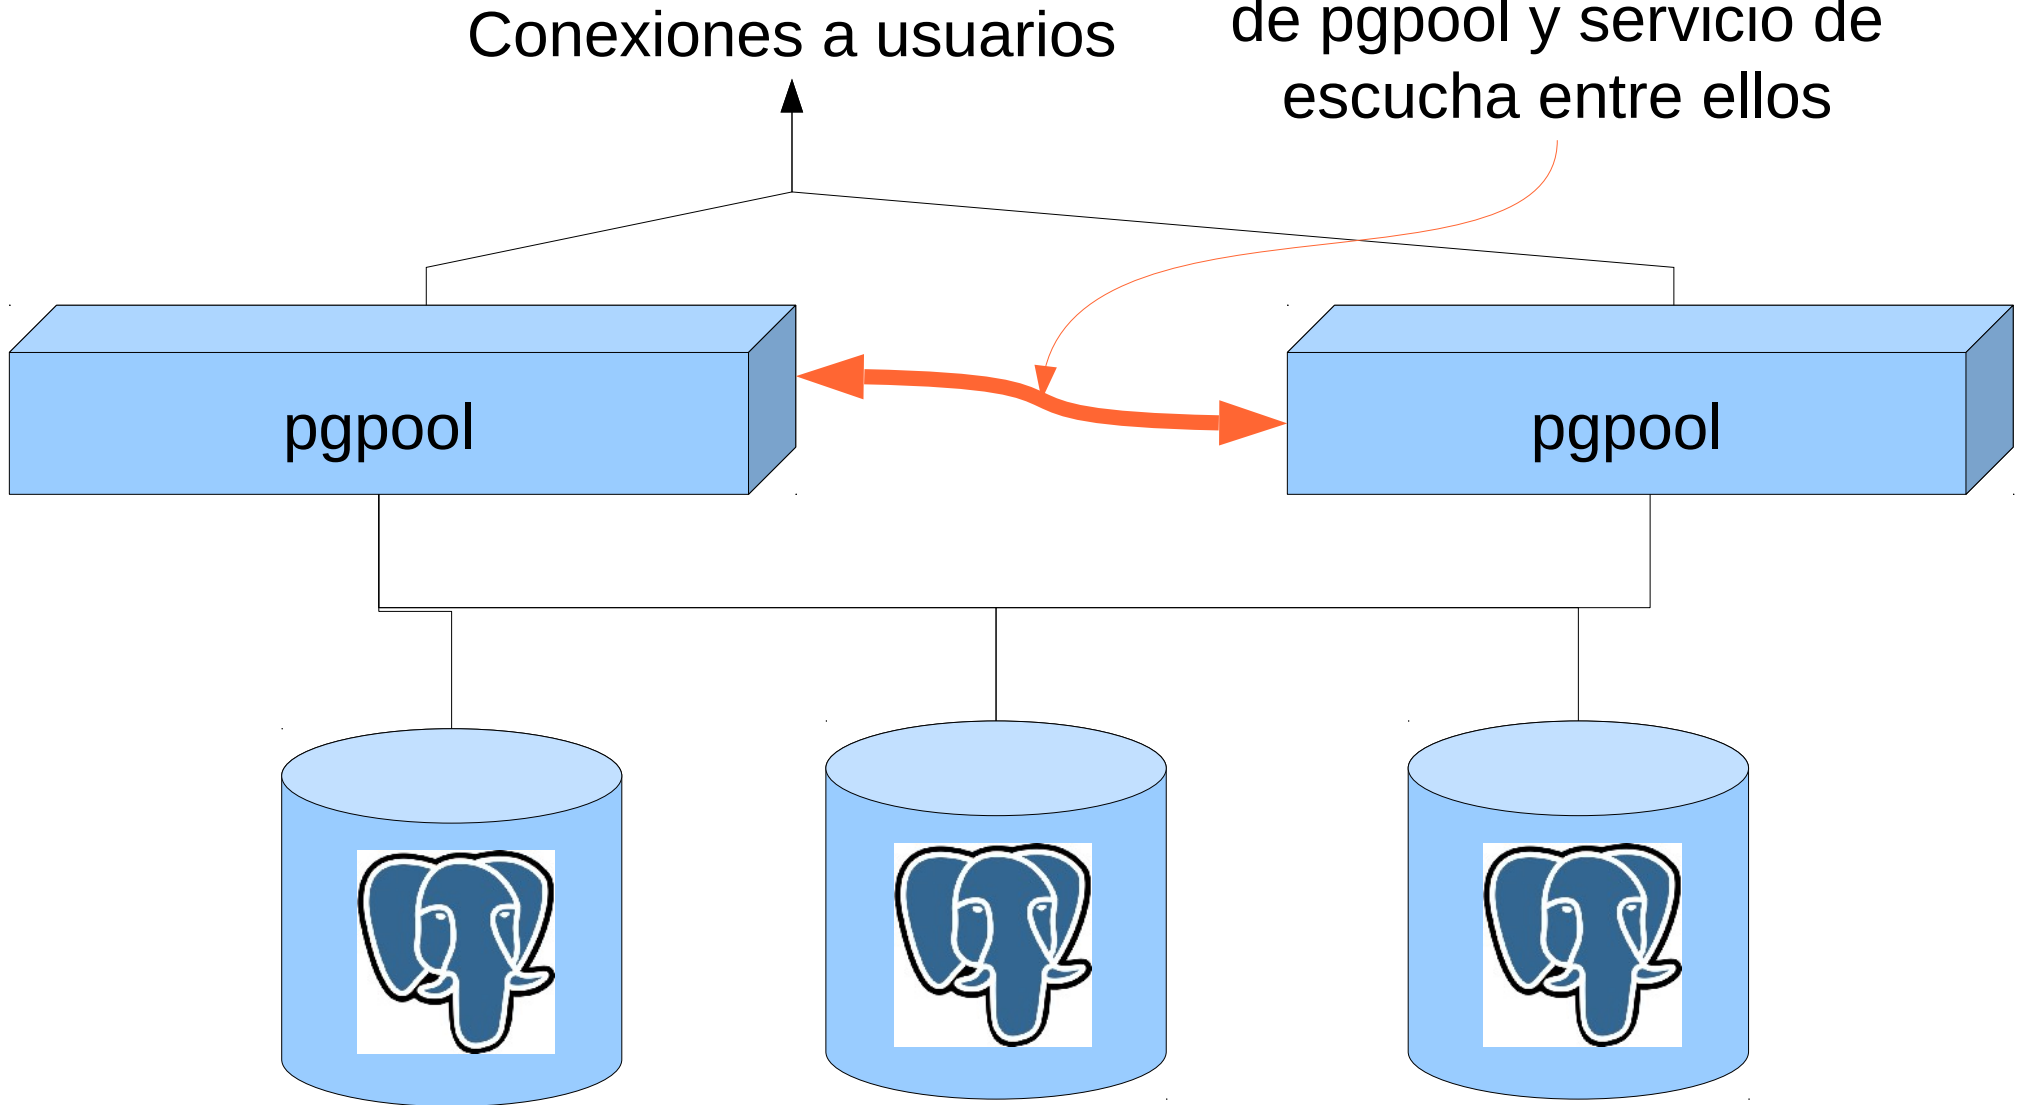 Conexiones a usuarios
de pgpool y servicio de
escucha entre ellos
pgpool
pgpool